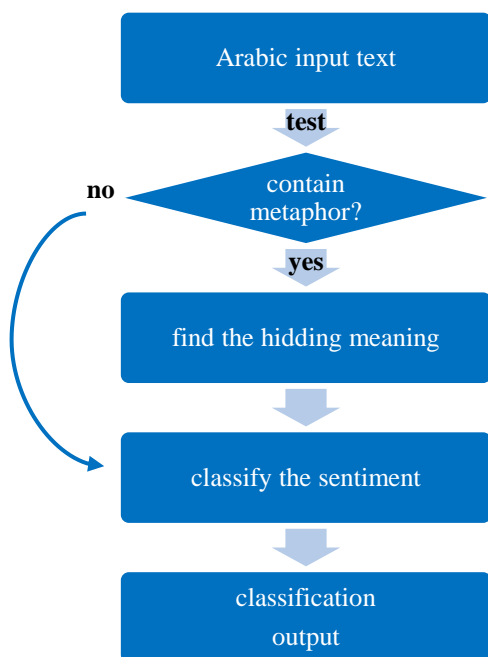 Arabic input text
test
contain
metaphor?
no
yes
find the hidding meaning
classify the sentiment
classification
output